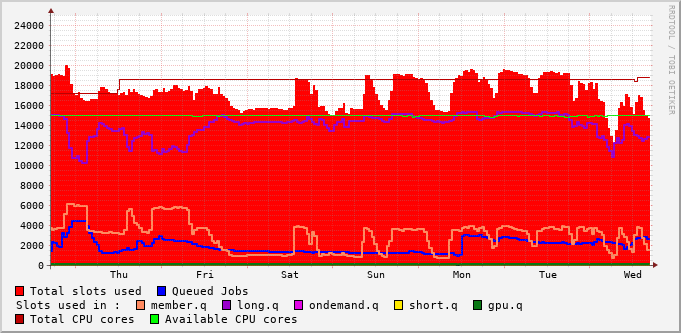 24000
22000
20000
18000
16000
14000
12000
10000
8000
6000
4000
2000
0
Thu Fri Sat Sun Mon Tue Wed
RRDTOOL / TOBI OETIKER
Total slots used Queued Jobs
Slots used in : member.q long.q ondemand.q short.q gpu.q
Total CPU cores Available CPU cores